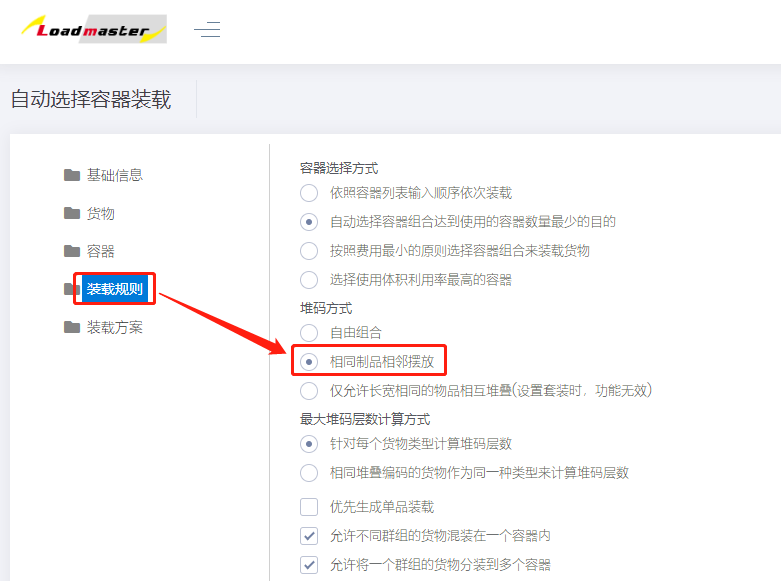 Loadmaster
自动选择容器装载
基础信息
货物
容器
装载规则
装载方案
容器选择方式
依照容器列表输入顺序依次装载
自动选择容器组合达到使用的容器数量最少的目的
按照费用最小的原则选择容器组合来装载货物
选择使用体积利用率最高的容器
堆码方式
自由组合
相同制品相邻摆放
仅允许长宽相同的物品相互堆叠(设置套装时，功能无效)
最大堆码层数计算方式
针对每个货物类型计算堆码层数
相同堆叠编码的货物作为同一种类型来计算堆码层数
优先生成单品装载
允许不同群组的货物混装在一个容器内
允许将一个群组的货物分装到多个容器